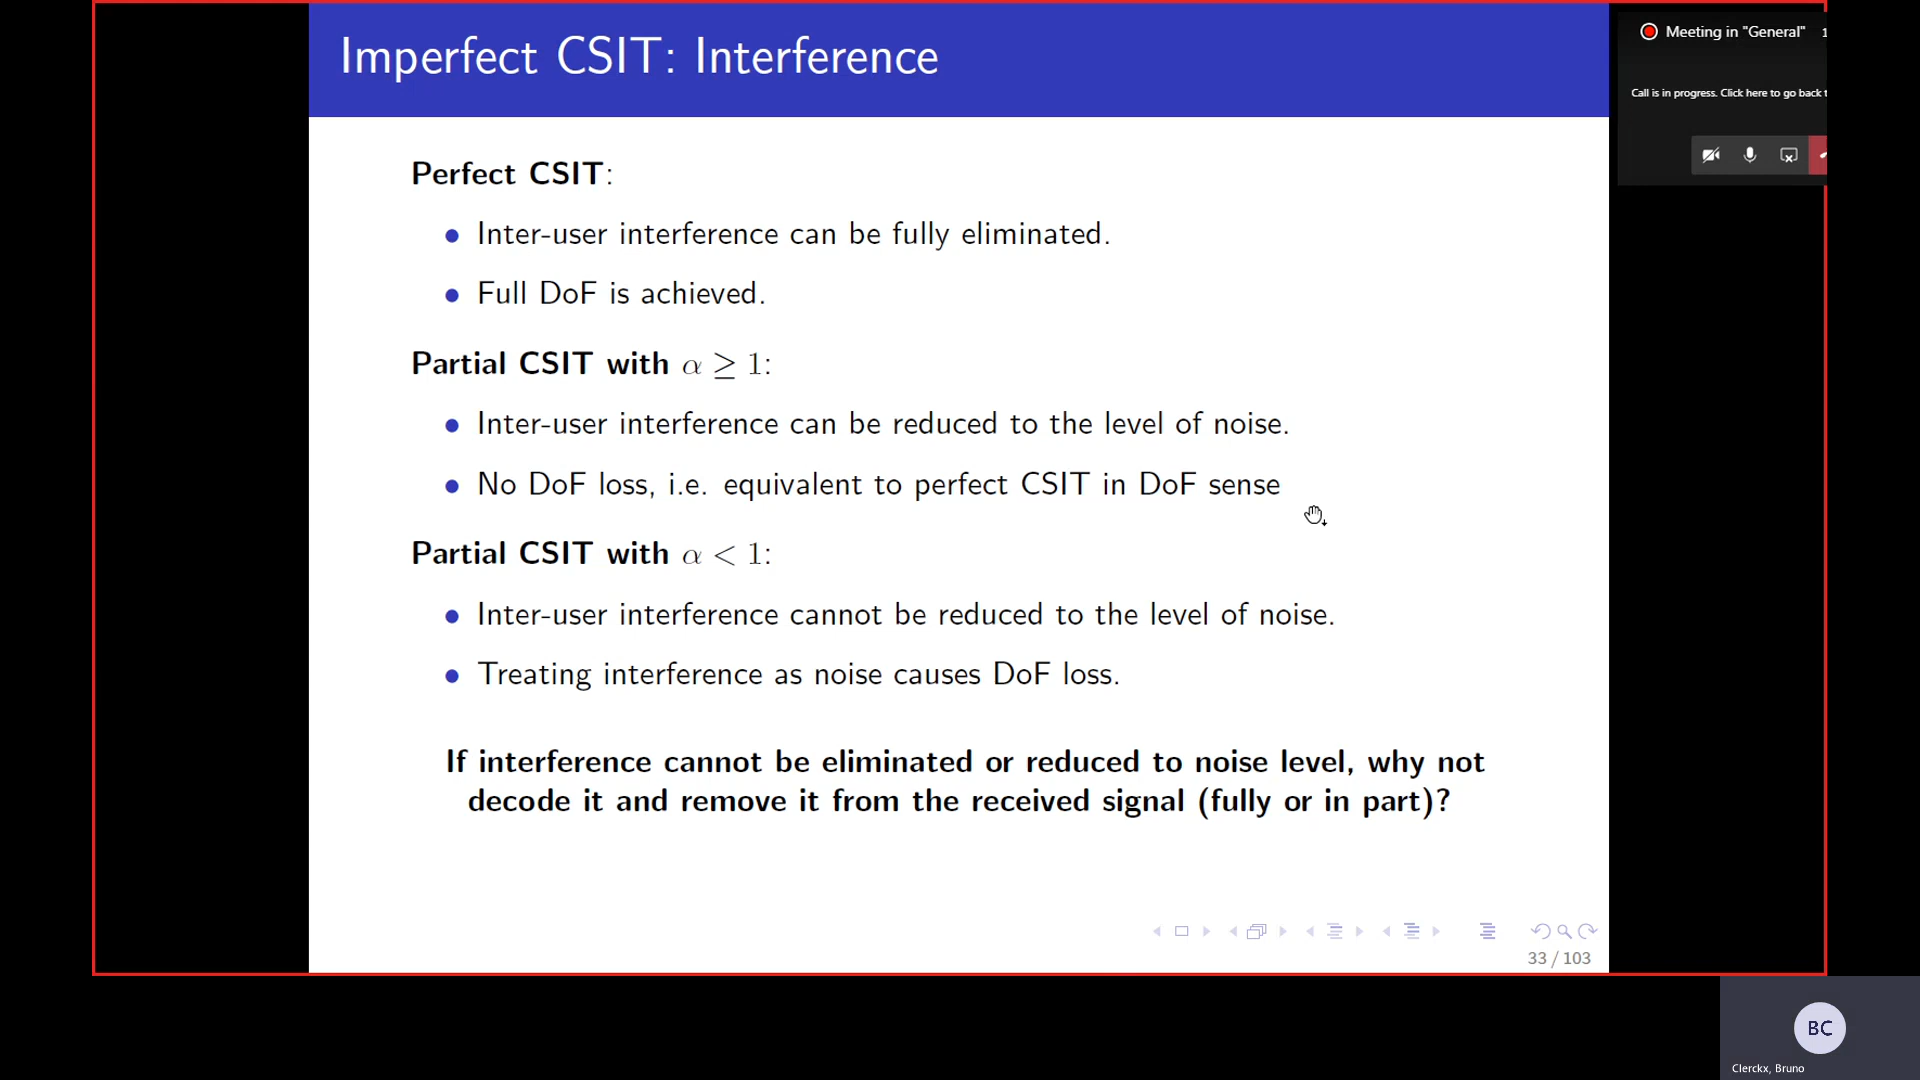 Imperfect CSIT: Interference
Meeting in "General"
Call is in progress. Click here to go back
Perfect CSIT:
• Inter-user interference can be fully eliminated.
• Full DoF is achieved.
Partial CSIT with α ≥ 1:
• Inter-user interference can be reduced to the level of noise.
• No DoF loss, i.e. equivalent to perfect CSIT in DoF sense
Partial CSIT with α < 1:
• Inter-user interference cannot be reduced to the level of noise.
• Treating interference as noise causes DoF loss.
If interference cannot be eliminated or reduced to noise level, why not
decode it and remove it from the received signal (fully or in part)?
33 / 103
BC
Clerckx, Bruno